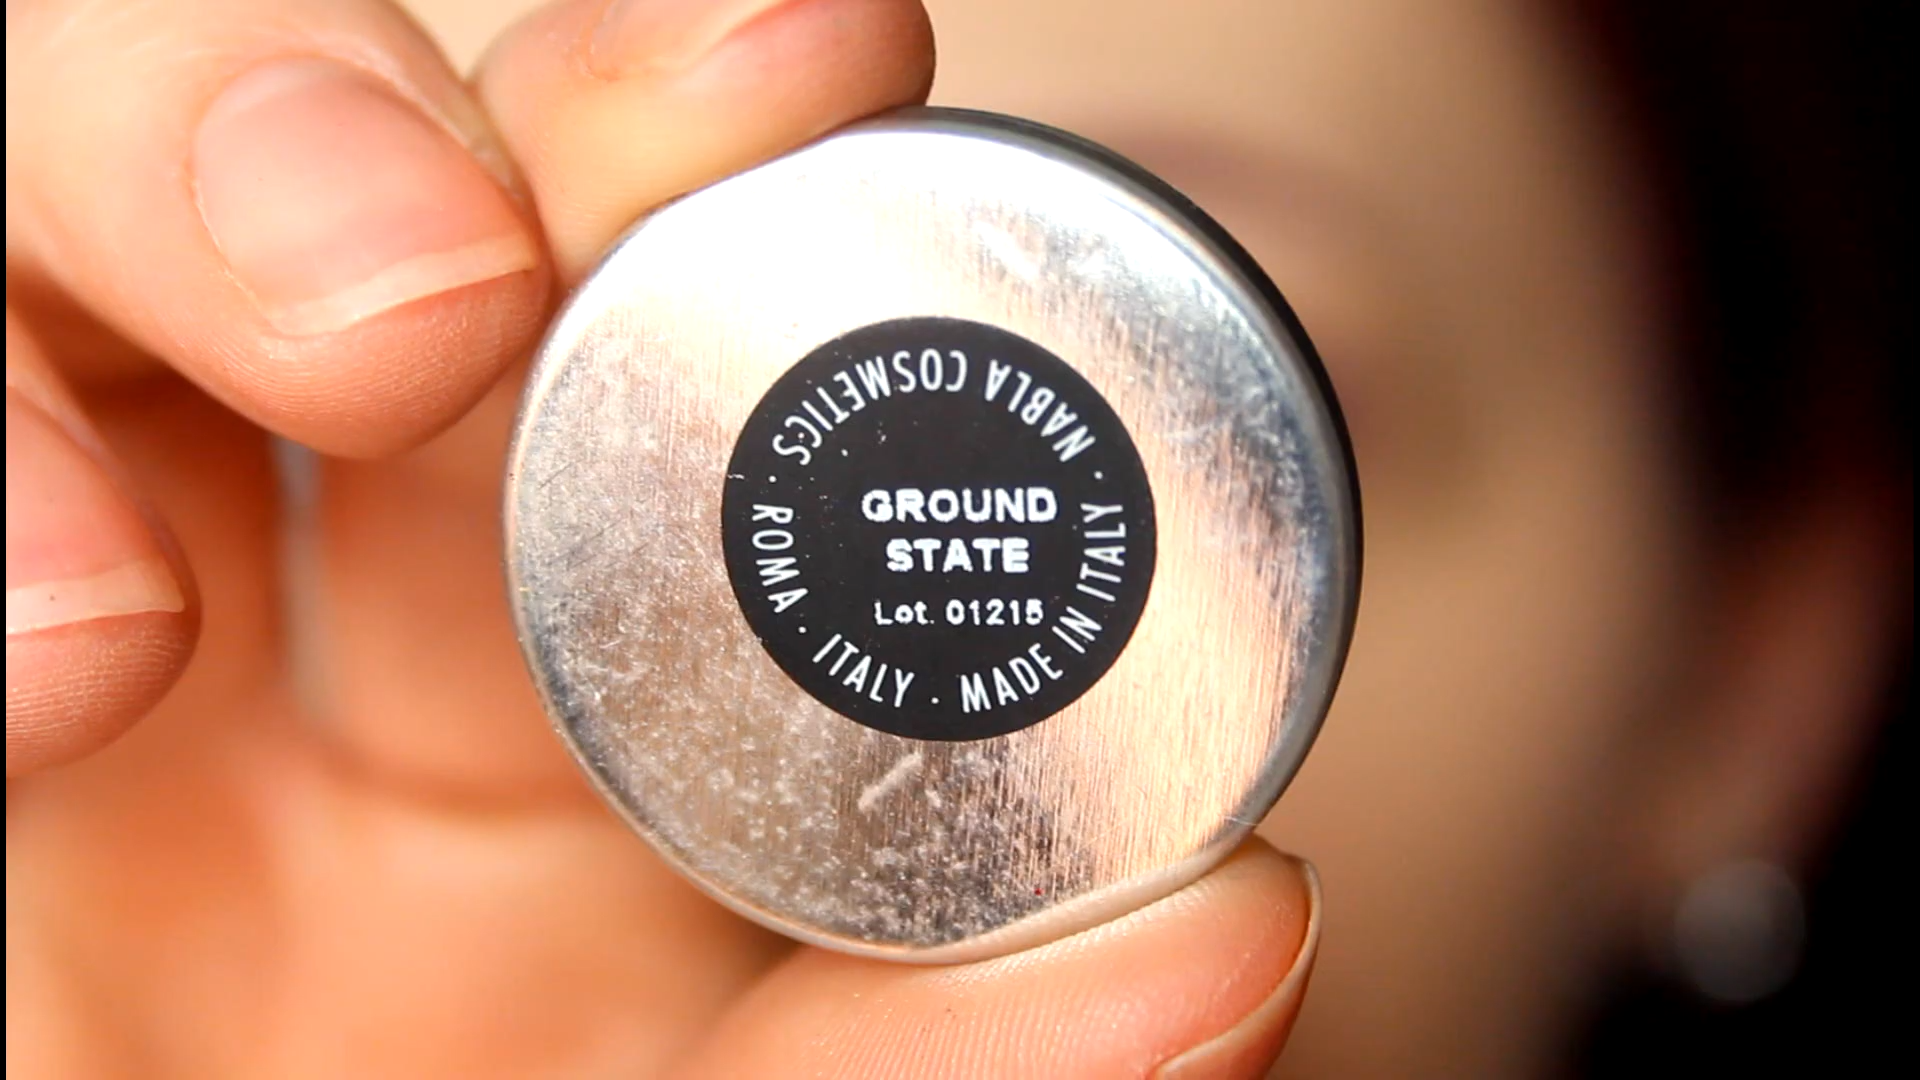 GROUND
STATE
Lot. 01215
NABLA COSMETICS · ROMA · ITALY · MADE IN ITALY ·